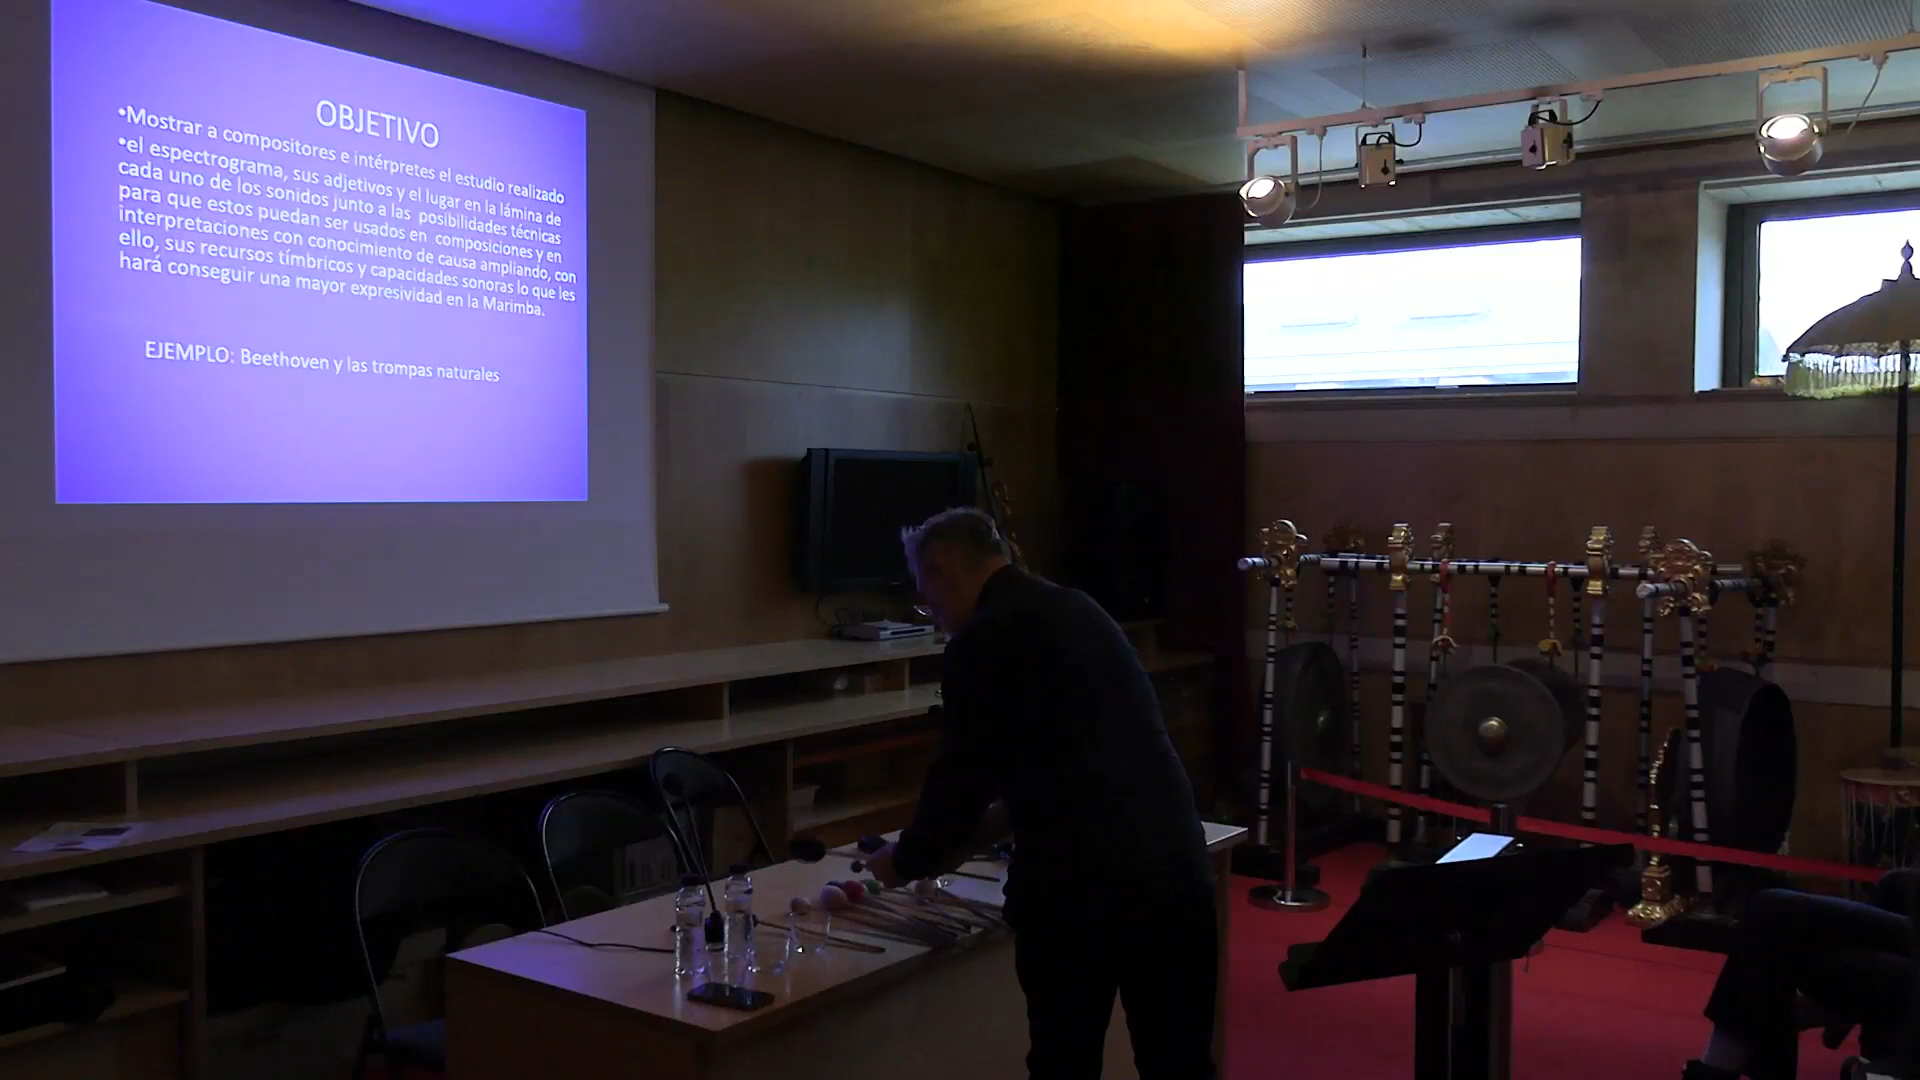 OBJETIVO
•Mostrar a compositores e intérpretes el estudio realizado
•el espectrograma, sus adjetivos y el lugar en la lámina de
cada uno de los sonidos junto a las posibilidades técnicas
para que estos puedan ser usados en composiciones y en
interpretaciones con conocimiento de causa ampliando, con
ello, sus recursos tímbricos y capacidades sonoras lo que les
hará conseguir una mayor expresividad en la Marimba.
EJEMPLO: Beethoven y las trompas naturales